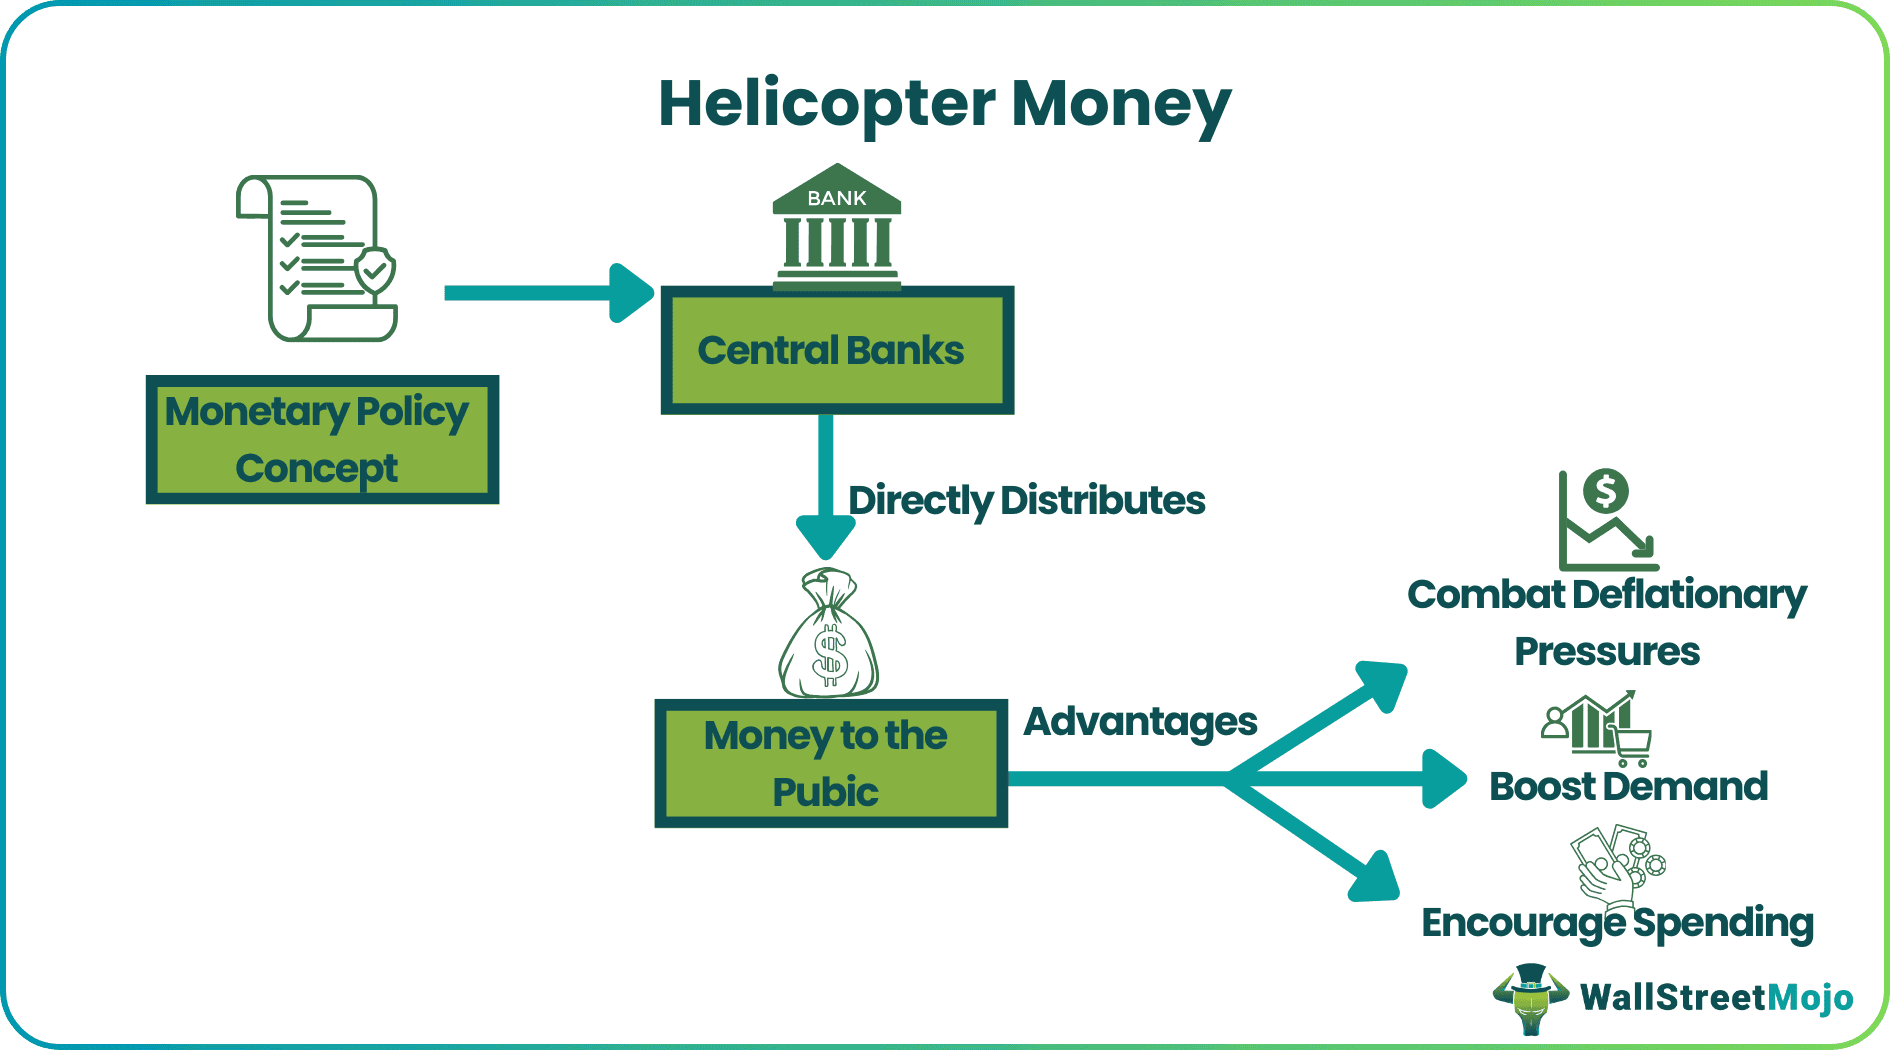 Helicopter Money
BANK
Central Banks
Monetary Policy
Concept
Directly Distributes
Money to the
Pubic
Advantages
Combat Deflationary
Pressures
Boost Demand
Encourage Spending
WallStreetMojo